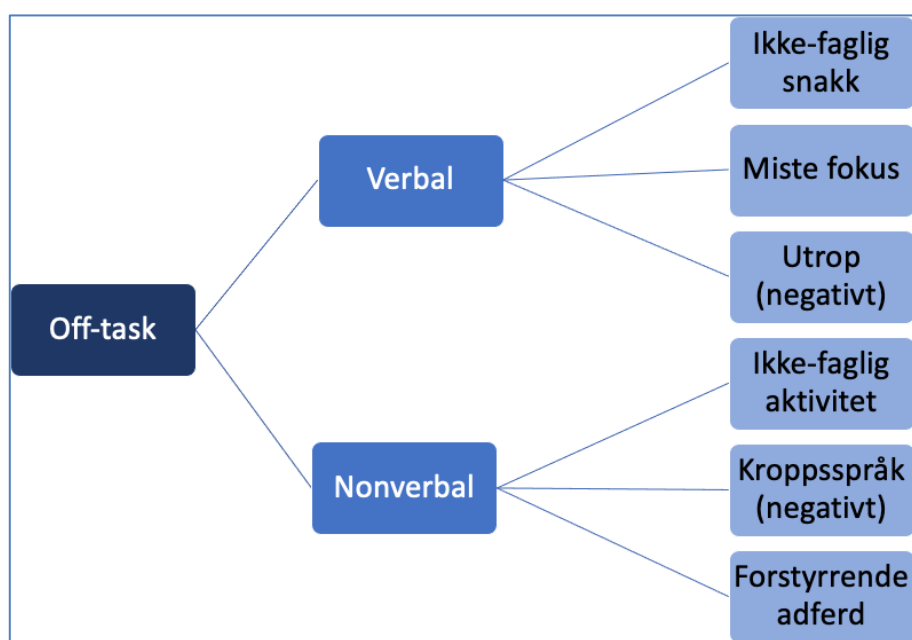 Off-task
Verbal
Ikke-faglig
snakk
Miste fokus
Utrop
(negativt)
Nonverbal
Ikke-faglig
aktivitet
Kroppsspråk
(negativt)
Forstyrrende
adferd